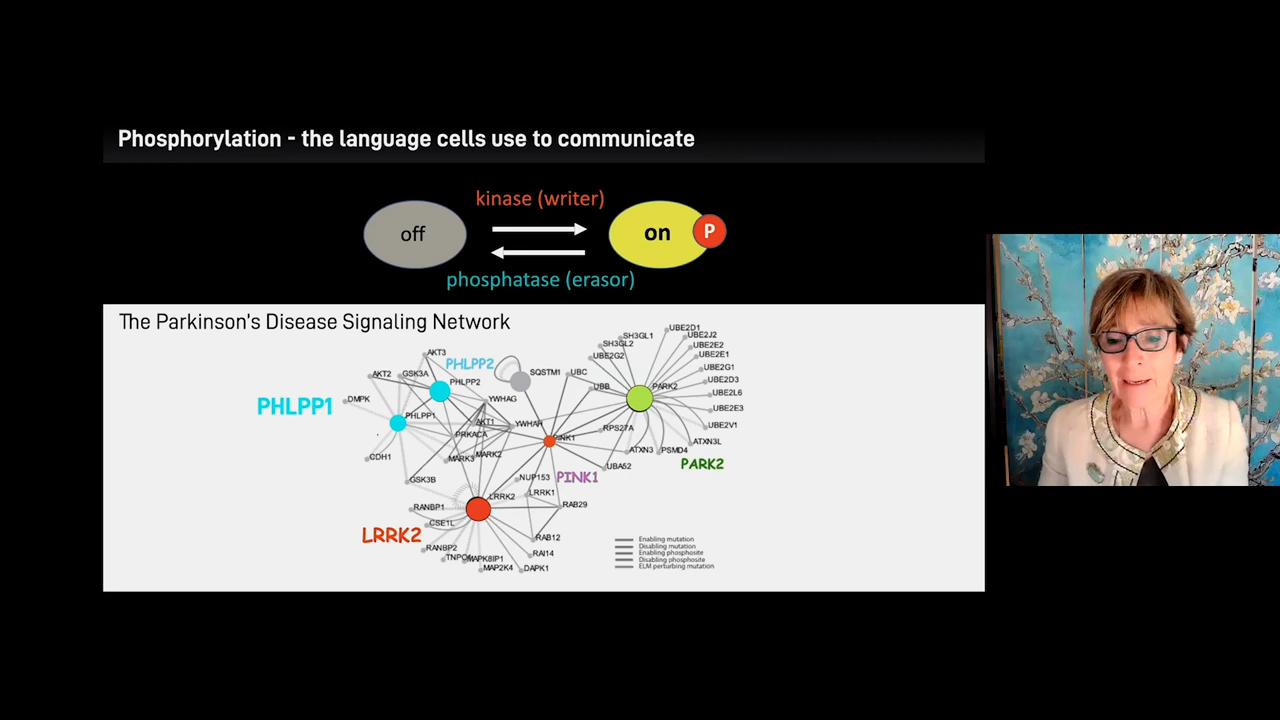 Phosphorylation - the language cells use to communicate
kinase (writer)
off
on
P
phosphatase (erasor)
The Parkinson's Disease Signaling Network
AKT3
PHLPP2
AKT2
GSK3A
PHLPP2
SQSTM1
UBC
UBE2G2
SH3GL2
SH3GL1
UBE2D1
UBE2J2
UBE2E2
UBE2E1
UBE2G1
UBE2D3
UBE2L6
UBE2E3
UBE2V1
ATXN3L
PARK2
UBB
DMPK
PHLPP1
PHLPP1
YWHAG
AKT1
YWHAH
PRKACA
PINK1
RPS27A
ATXN3
PSMD4
PARK2
CDH1
MARK3
MARK2
UBA52
GSK3B
NUP153
PINK1
LRRK2
LRRK1
RAB29
RANBP1
CSE1L
LRRK2
RAB12
RANBP2
RAI14
MAPK8IP1
MAP2K4
DAPK1
Enabling mutation
Disabling mutation
Enabling phosphosite
Disabling phosphosite
ELM perturbing mutation